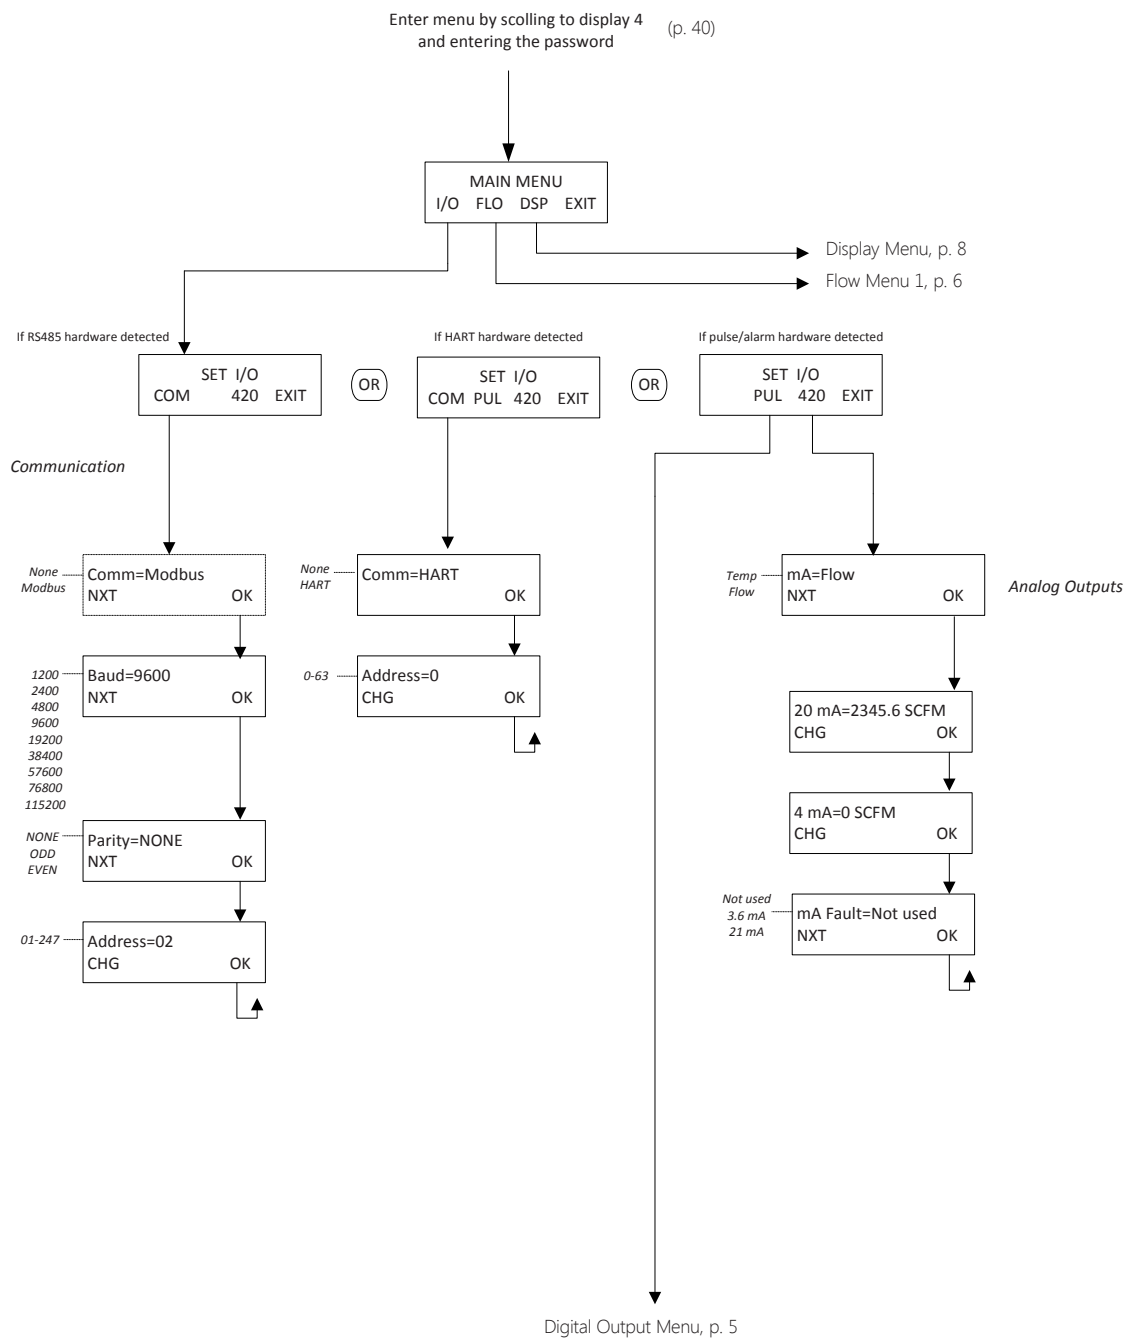 Enter menu by scolling to display 4
and entering the password
(p. 40)
MAIN MENU
I/O FLO DSP EXIT
Display Menu, p. 8
Flow Menu 1, p. 6
If RS485 hardware detected
If HART hardware detected
If pulse/alarm hardware detected
SET I/O
COM 420 EXIT
OR
SET I/O
COM PUL 420 EXIT
OR
SET I/O
PUL 420 EXIT
Communication
None
Modbus
Comm=Modbus
NXT OK
None
HART
Comm=HART
OK
Temp
Flow
mA=Flow
NXT OK
Analog Outputs
1200
2400
4800
9600
19200
38400
57600
76800
115200
Baud=9600
NXT OK
0-63
Address=0
CHG OK
20 mA=2345.6 SCFM
CHG OK
4 mA=0 SCFM
CHG OK
NONE
ODD
EVEN
Parity=NONE
NXT OK
Not used
3.6 mA
21 mA
mA Fault=Not used
NXT OK
01-247
Address=02
CHG OK
Digital Output Menu, p. 5